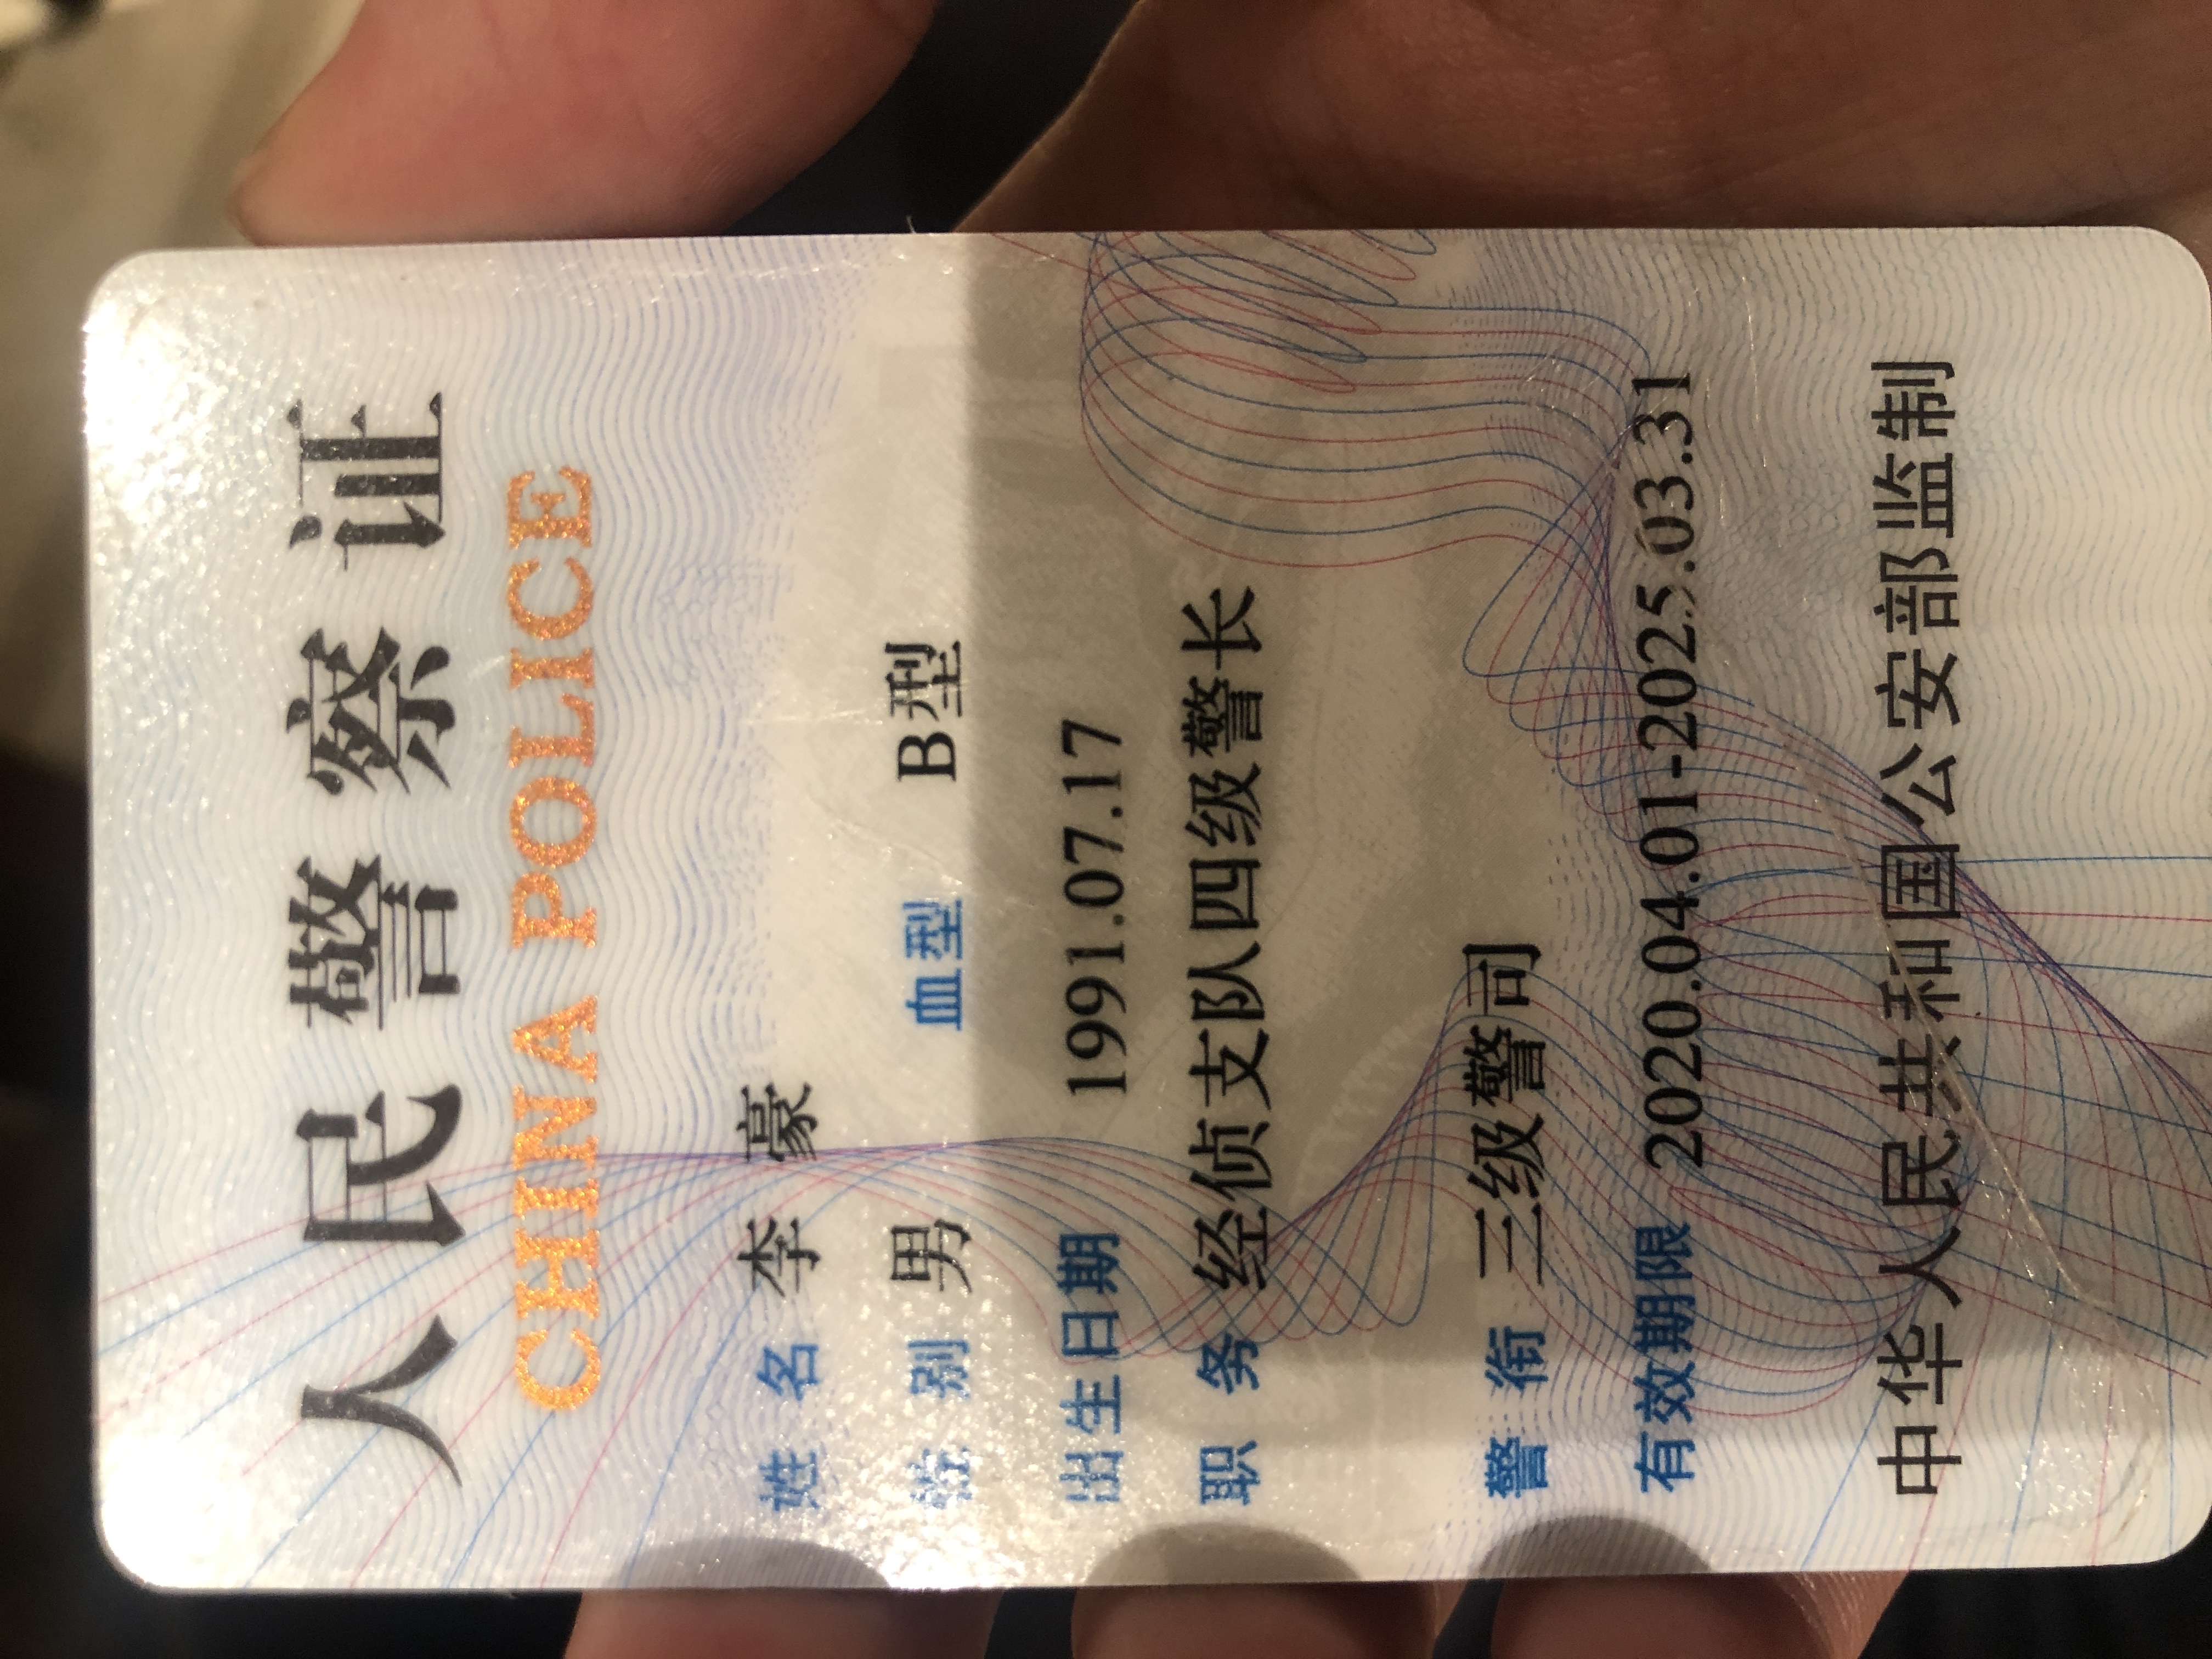 人民警察证
CHINA POLICE
姓 名 李 豪
性 别 男 血型 B型
出生日期 1991.07.17
职 务 经侦支队四级警长
警 衔 三级警司
有效期限 2020.04.01-2025.03.31
中华人民共和国公安部监制